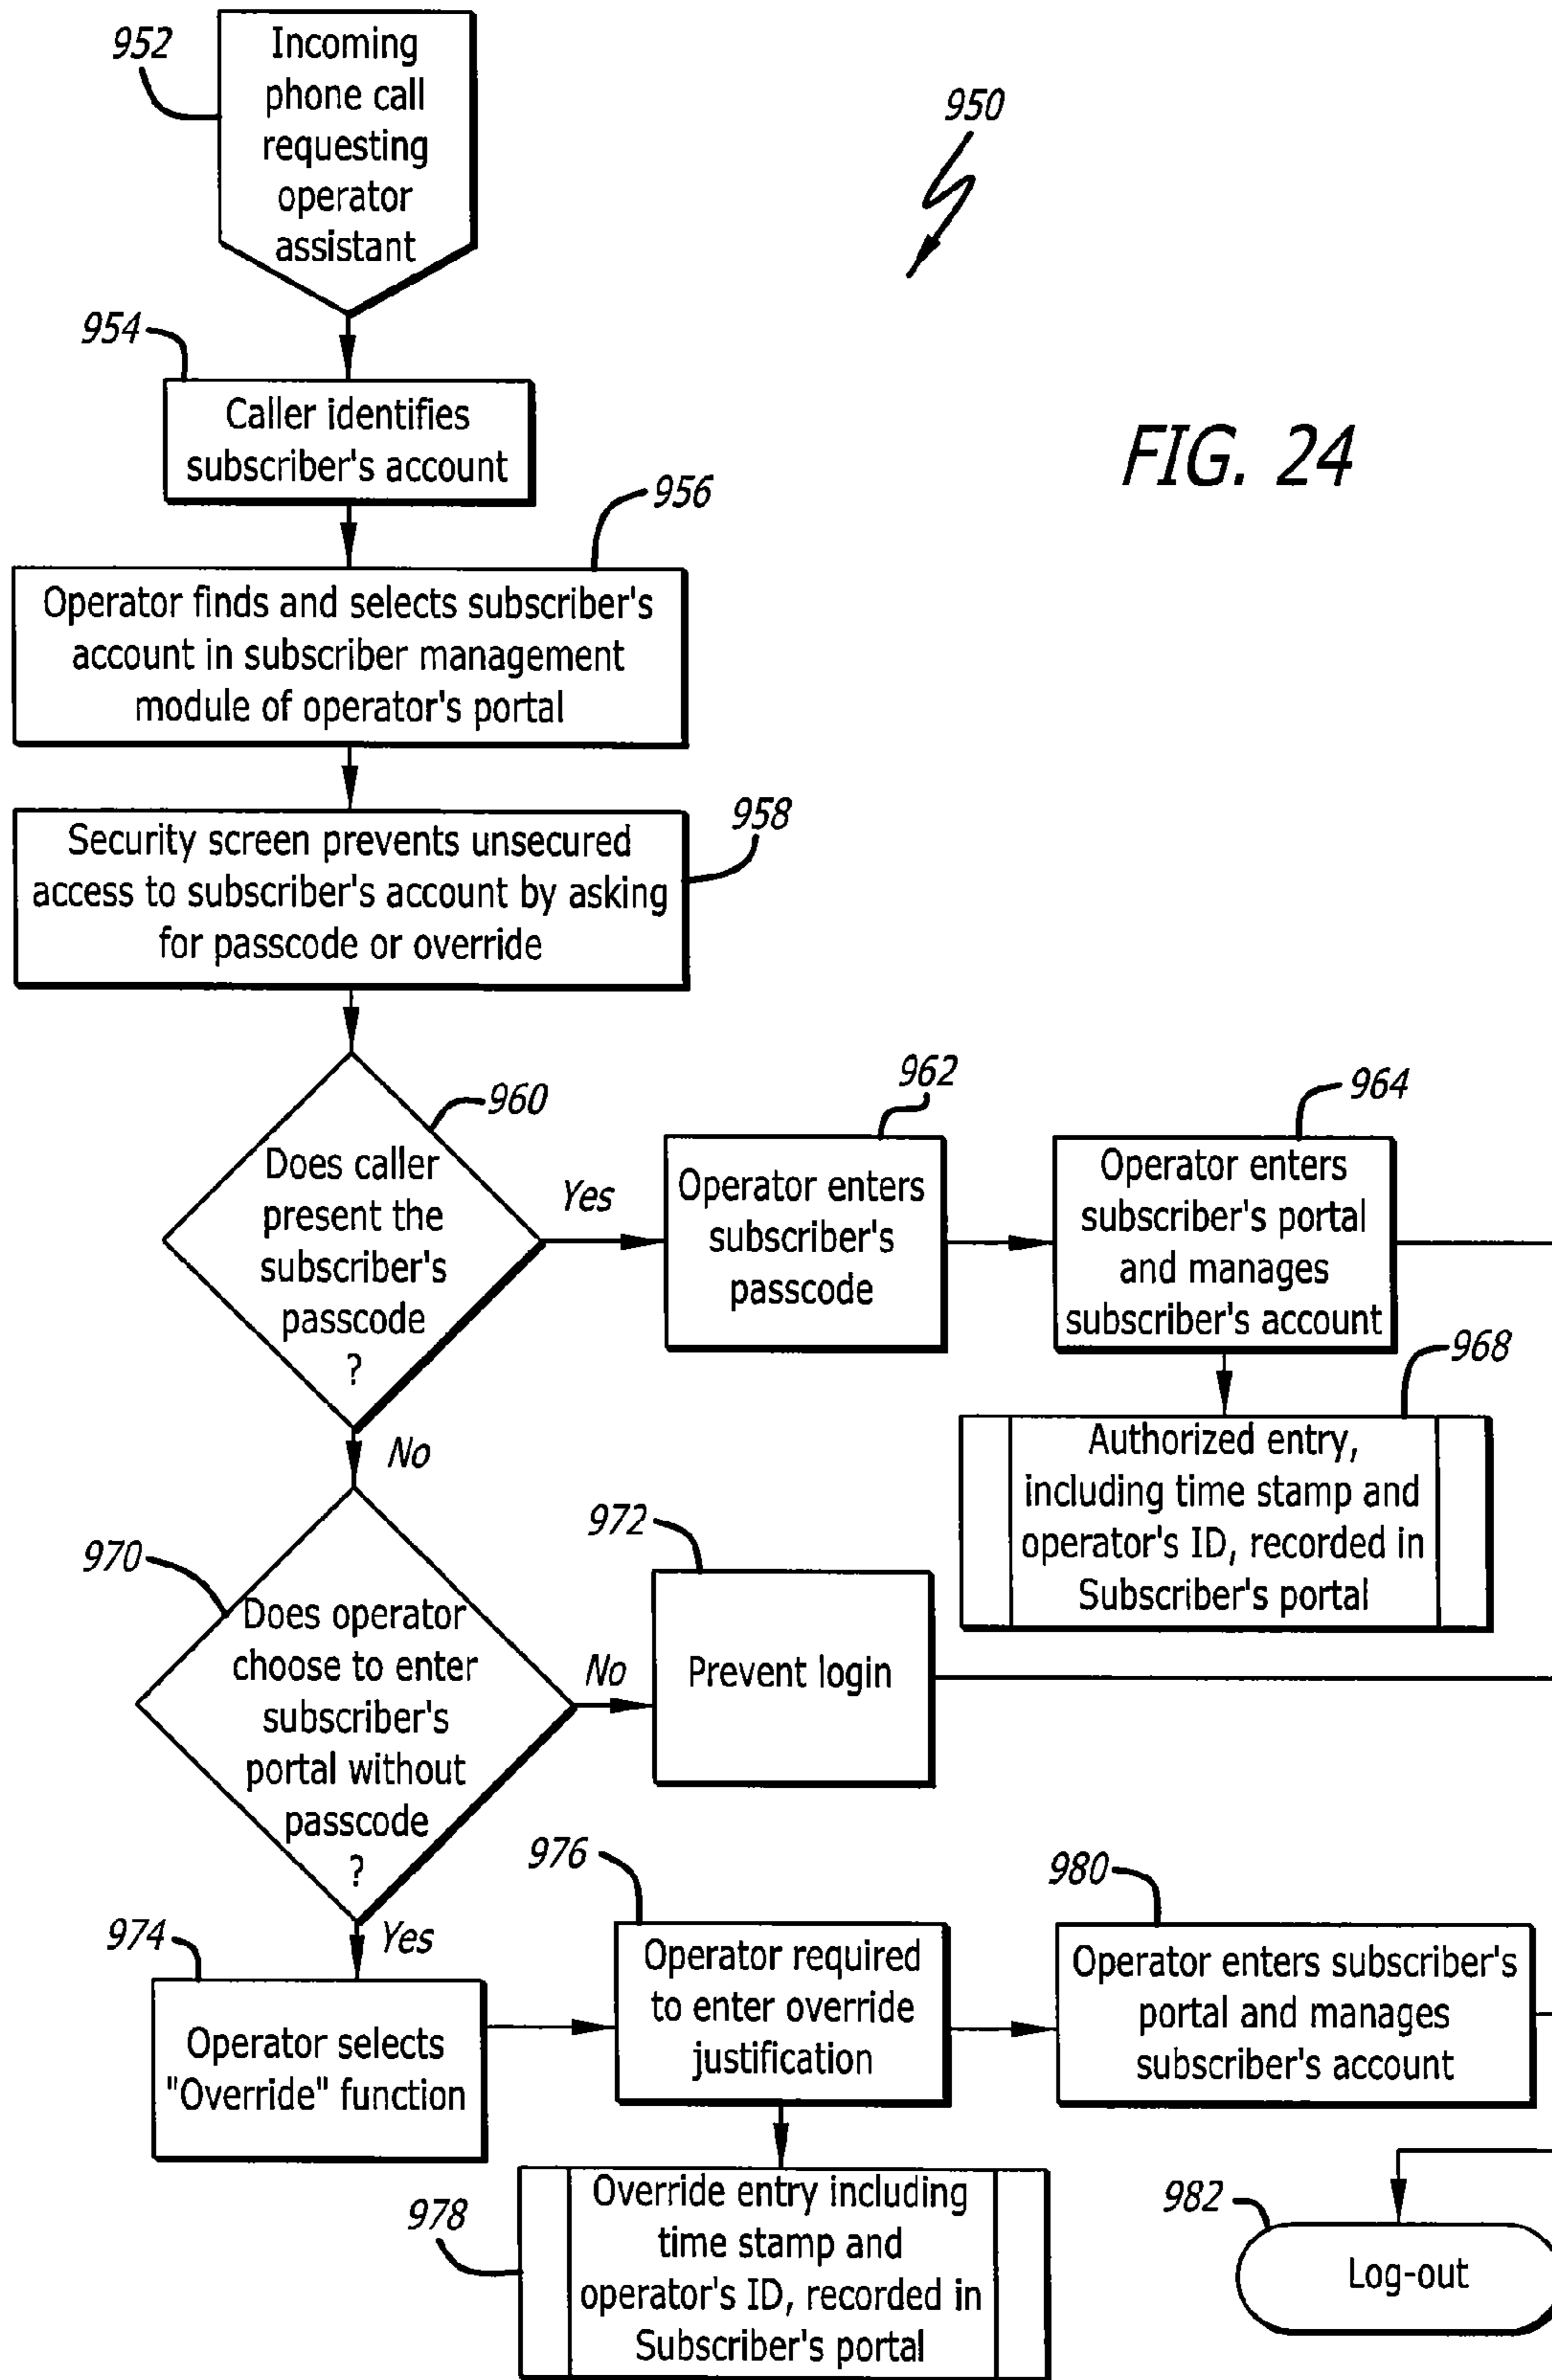 952
Incoming
phone call
requesting
operator
assistant
950
954
Caller identifies
subscriber's account
FIG. 24
956
Operator finds and selects subscriber's
account in subscriber management
module of operator's portal
958
Security screen prevents unsecured
access to subscriber's account by asking
for passcode or override
960
Does caller
present the
subscriber's
passcode
?
Yes
962
Operator enters
subscriber's
passcode
964
Operator enters
subscriber's portal
and manages
subscriber's account
968
Authorized entry,
including time stamp and
operator's ID, recorded in
Subscriber's portal
No
970
Does operator
choose to enter
subscriber's
portal without
passcode
?
No
972
Prevent login
Yes
974
Operator selects
"Override" function
976
Operator required
to enter override
justification
980
Operator enters subscriber's
portal and manages
subscriber's account
978
Override entry including
time stamp and
operator's ID, recorded in
Subscriber's portal
982
Log-out